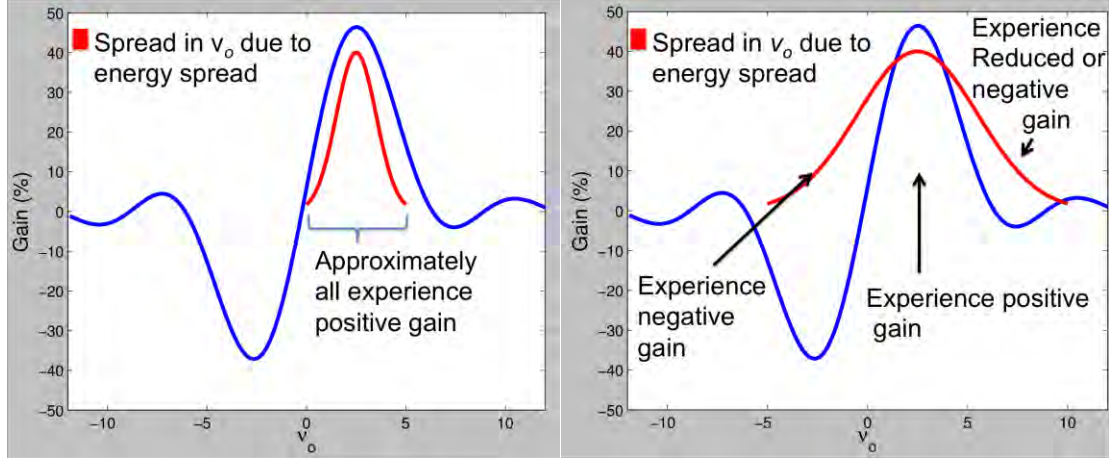 50
40
30
20
10
0
−10
−20
−30
−40
−50
Gain (%)
Spread in νo due to
energy spread
Approximately
all experience
positive gain
−10
−5
0
5
10
νo
50
40
30
20
10
0
−10
−20
−30
−40
−50
Gain (%)
Spread in νo due to
energy spread
Experience
Reduced or
negative
gain
Experience
negative
gain
Experience positive
gain
−10
−5
0
5
10
νo